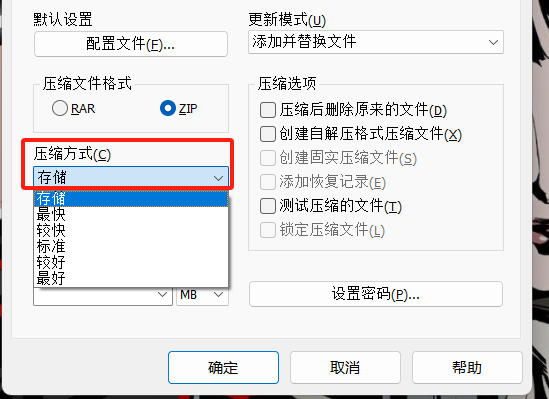 默认设置
更新模式(U)
配置文件(F)...
添加并替换文件
压缩文件格式
压缩选项
RAR
ZIP
压缩后删除原来的文件(D)
创建自解压格式压缩文件(X)
压缩方式(C)
创建固实压缩文件(S)
存储
添加恢复记录(E)
存储
测试压缩的文件(T)
最快
较快
锁定压缩文件(L)
标准
较好
最好
MB
设置密码(P)...
确定
取消
帮助